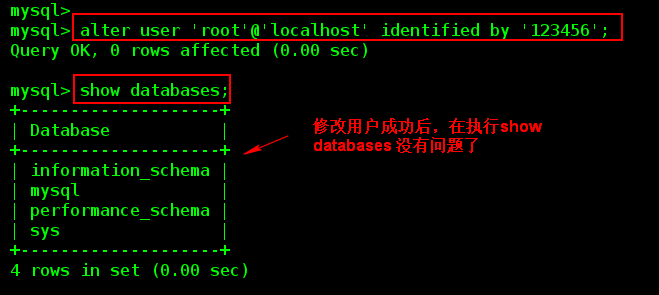 mysql>
mysql> alter user 'root'@'localhost' identified by '123456';
Query OK, 0 rows affected (0.00 sec)
mysql> show databases;
+--------------------+
| Database           |
+--------------------+
| information_schema |
| mysql              |
| performance_schema |
| sys                |
+--------------------+
4 rows in set (0.00 sec)
修改用户成功后，在执行show
databases 没有问题了